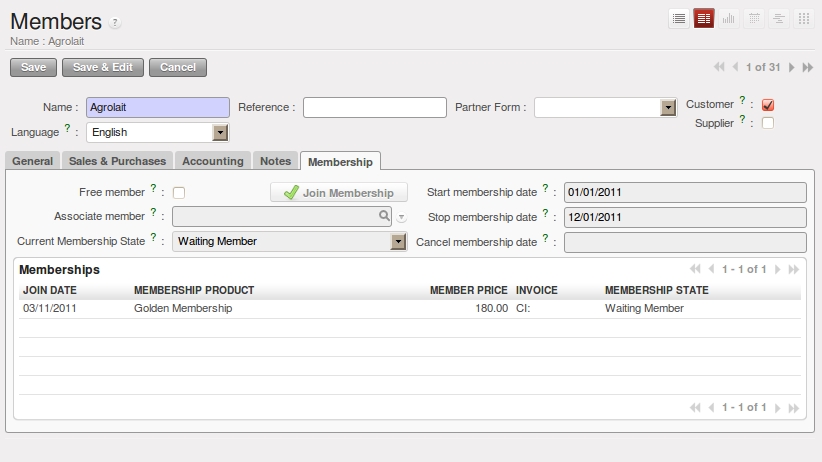 Members ?
Name : Agrolait
Save Save & Edit Cancel 1 of 31
Name : Agrolait Reference : Partner Form : Customer ? :
Language ? : English Supplier ? :
General Sales & Purchases Accounting Notes Membership
Free member ? : Join Membership Start membership date ? : 01/01/2011
Associate member ? : Stop membership date ? : 12/01/2011
Current Membership State ? : Waiting Member Cancel membership date ? :
Memberships 1 - 1 of 1
JOIN DATE MEMBERSHIP PRODUCT MEMBER PRICE INVOICE MEMBERSHIP STATE
03/11/2011 Golden Membership 180.00 CI: Waiting Member
1 - 1 of 1